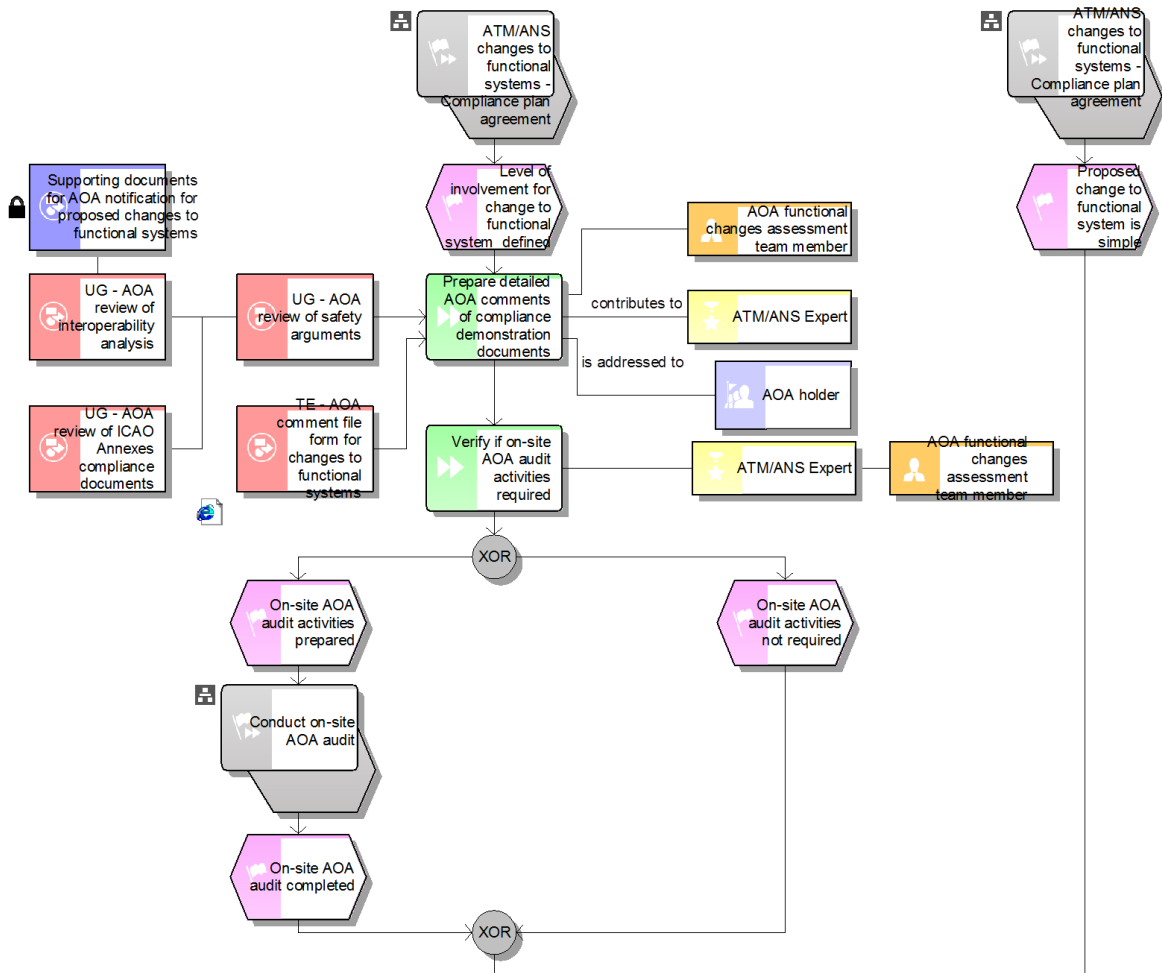 ATM/ANS
changes to
functional
systems -
Compliance plan
agreement
ATM/ANS
changes to
functional
systems -
Compliance plan
agreement
Level of
involvement for
change to
functional
system defined
Proposed
change to
functional
system is
simple
Supporting documents
for AOA notification for
proposed changes to
functional systems
AOA functional
changes assessment
team member
UG - AOA
review of
interoperability
analysis
UG - AOA
review of safety
arguments
Prepare detailed
AOA comments
of compliance
demonstration
documents
contributes to
ATM/ANS Expert
is addressed to
AOA holder
UG - AOA
review of ICAO
Annexes
compliance
documents
TE - AOA
comment file
form for
changes to
functional
systems
Verify if on-site
AOA audit
activities
required
ATM/ANS Expert
AOA functional
changes
assessment
team member
XOR
On-site AOA
audit activities
prepared
On-site AOA
audit activities
not required
Conduct on-site
AOA audit
On-site AOA
audit completed
XOR